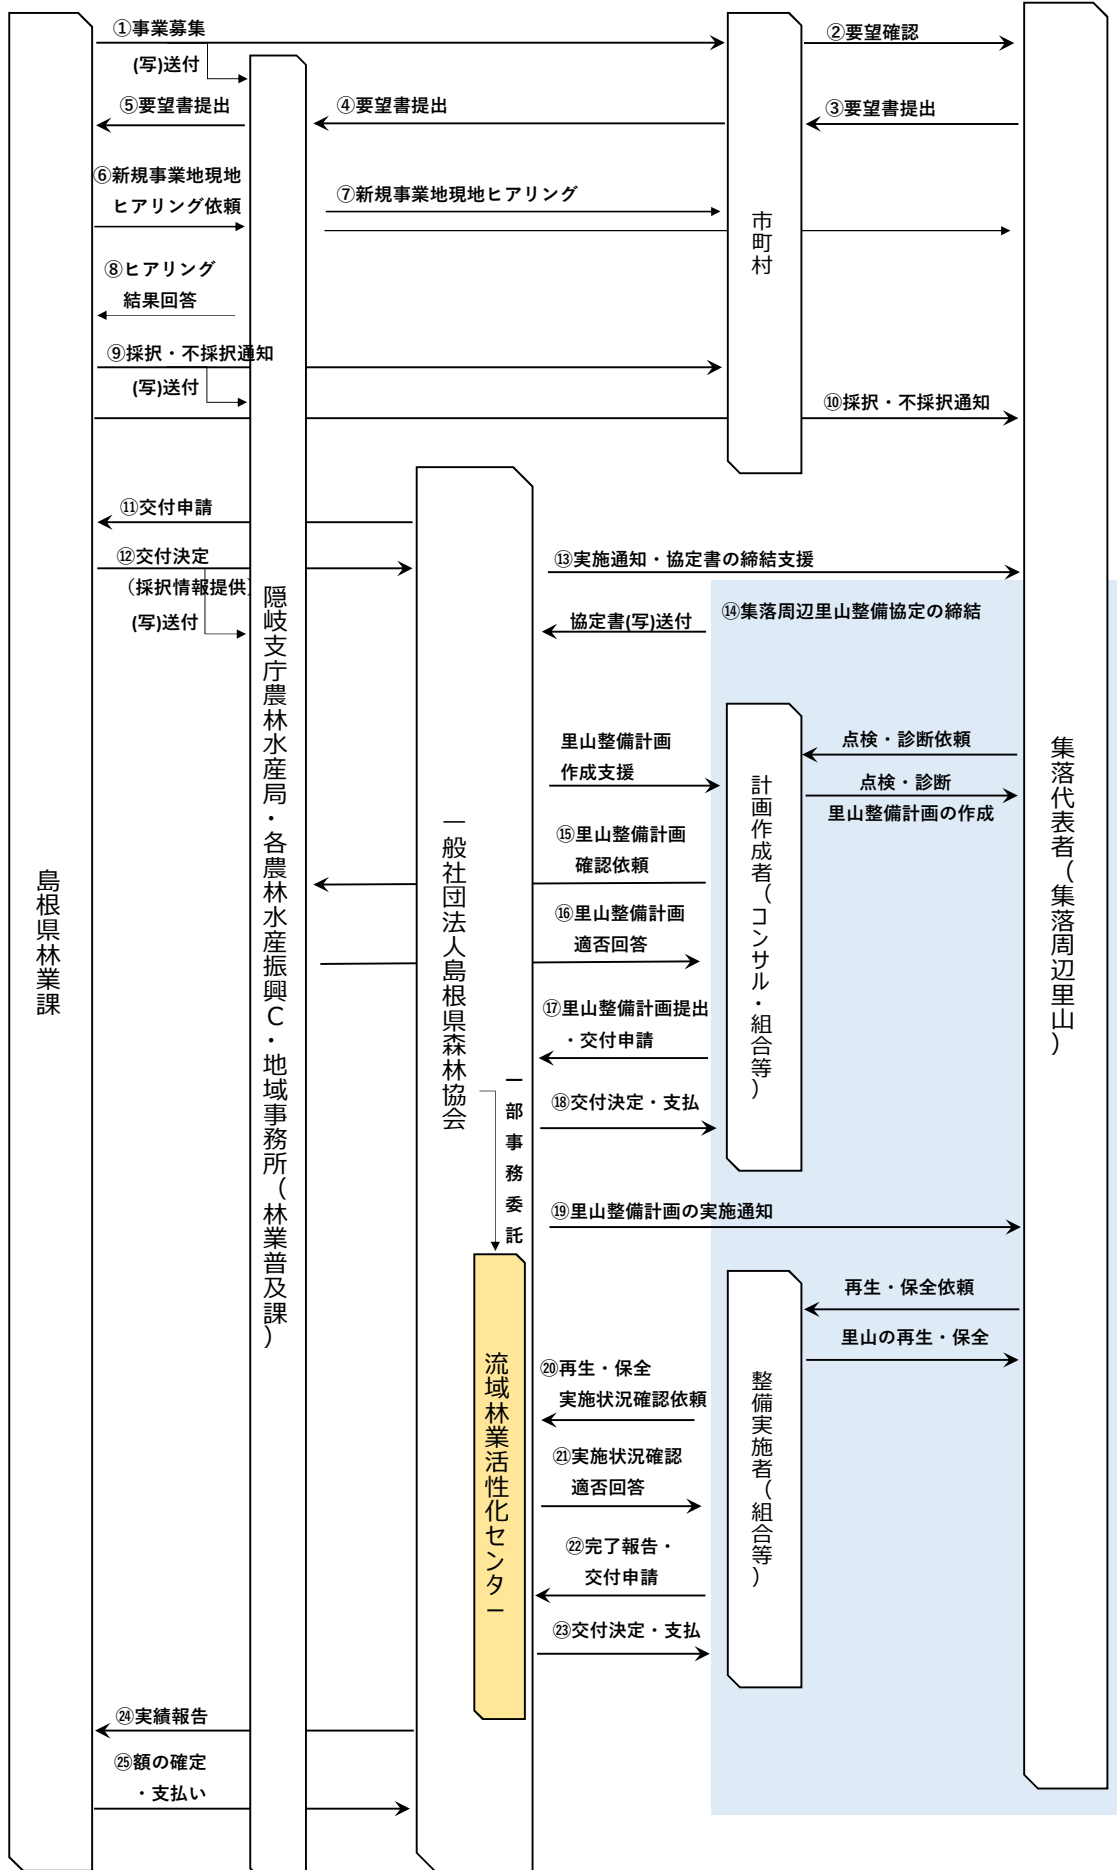 ①事業募集
②要望確認
(写)送付
⑤要望書提出
④要望書提出
③要望書提出
⑥新規事業地現地
ヒアリング依頼
⑦新規事業地現地ヒアリング
市町村
⑧ヒアリング
結果回答
⑨採択・不採択通知
(写)送付
⑩採択・不採択通知
⑪交付申請
⑫交付決定
（採択情報提供）
(写)送付
⑬実施通知・協定書の締結支援
⑭集落周辺里山整備協定の締結
協定書(写)送付
島根県林業課
隠岐支庁農林水産局・各農林水産振興C・地域事務所（林業普及課）
一般社団法人島根県森林協会
集落代表者（集落周辺里山）
里山整備計画
作成支援
点検・診断依頼
点検・診断
里山整備計画の作成
計画作成者（コンサル・組合等）
⑮里山整備計画
確認依頼
⑯里山整備計画
適否回答
⑰里山整備計画提出
・交付申請
⑱交付決定・支払
一部事務委託
⑲里山整備計画の実施通知
再生・保全依頼
里山の再生・保全
流域林業活性化センター
整備実施者（組合等）
⑳再生・保全
実施状況確認依頼
㉑実施状況確認
適否回答
㉒完了報告・
交付申請
㉓交付決定・支払
㉔実績報告
㉕額の確定
・支払い